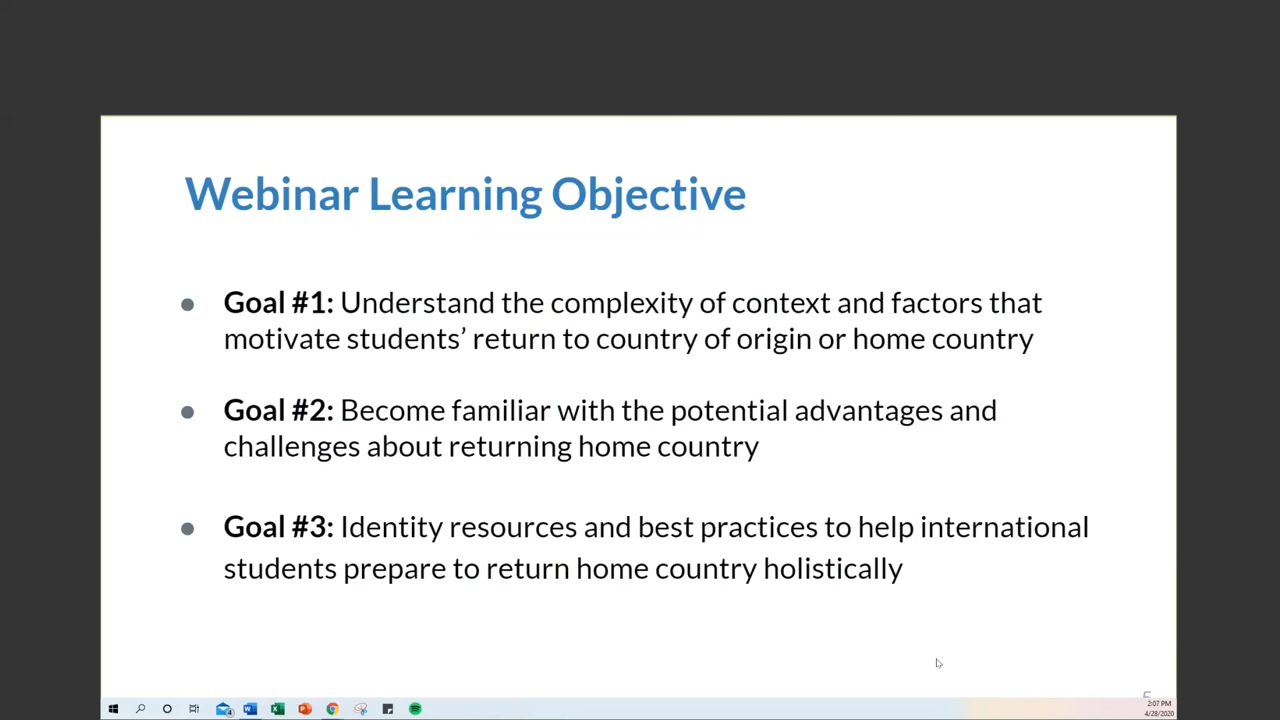 Webinar Learning Objective
● Goal #1: Understand the complexity of context and factors that
motivate students’ return to country of origin or home country
● Goal #2: Become familiar with the potential advantages and
challenges about returning home country
● Goal #3: Identity resources and best practices to help international
students prepare to return home country holistically
5
2:07 PM
4/28/2020